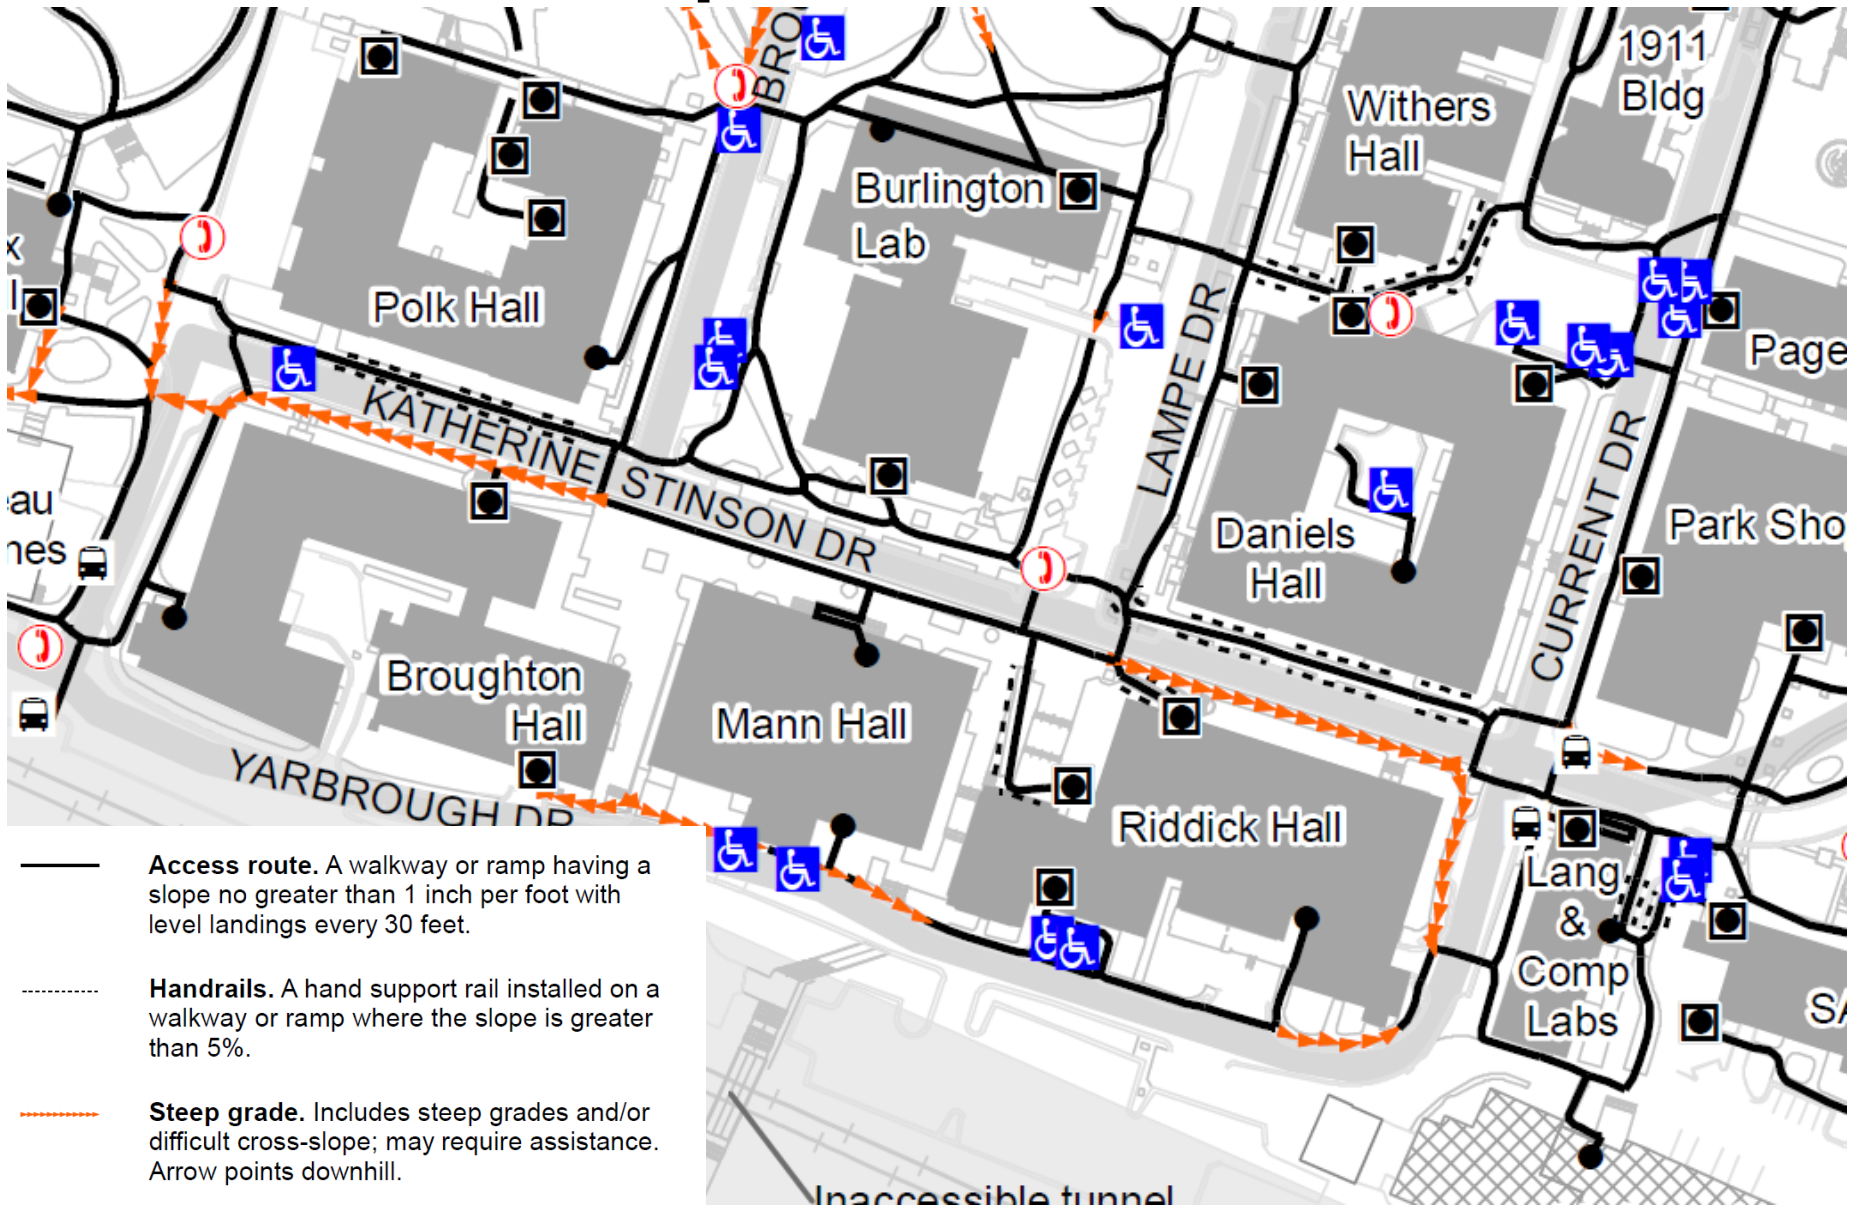 BRO
1911
Bldg
Withers
Hall
Burlington
Lab
x
l
Polk Hall
LAMPE DR
Page
KATHERINE STINSON DR
CURRENT DR
eau
nes
Daniels
Hall
Park Sho
Broughton
Hall
Mann Hall
Riddick Hall
YARBROUGH DR
Lang
&
Comp
Labs
SA
Access route. A walkway or ramp having a
slope no greater than 1 inch per foot with
level landings every 30 feet.
Handrails. A hand support rail installed on a
walkway or ramp where the slope is greater
than 5%.
Steep grade. Includes steep grades and/or
difficult cross-slope; may require assistance.
Arrow points downhill.
Inaccessible tunnel